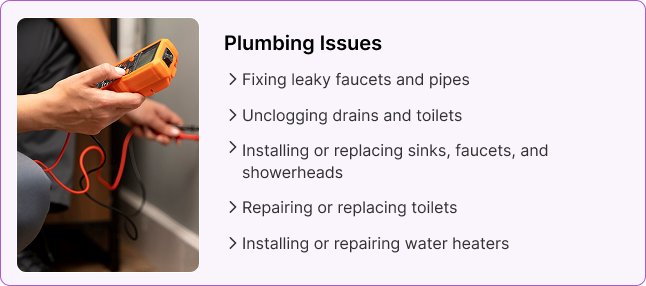 Plumbing Issues
Fixing leaky faucets and pipes
Unclogging drains and toilets
Installing or replacing sinks, faucets, and
showerheads
Repairing or replacing toilets
Installing or repairing water heaters